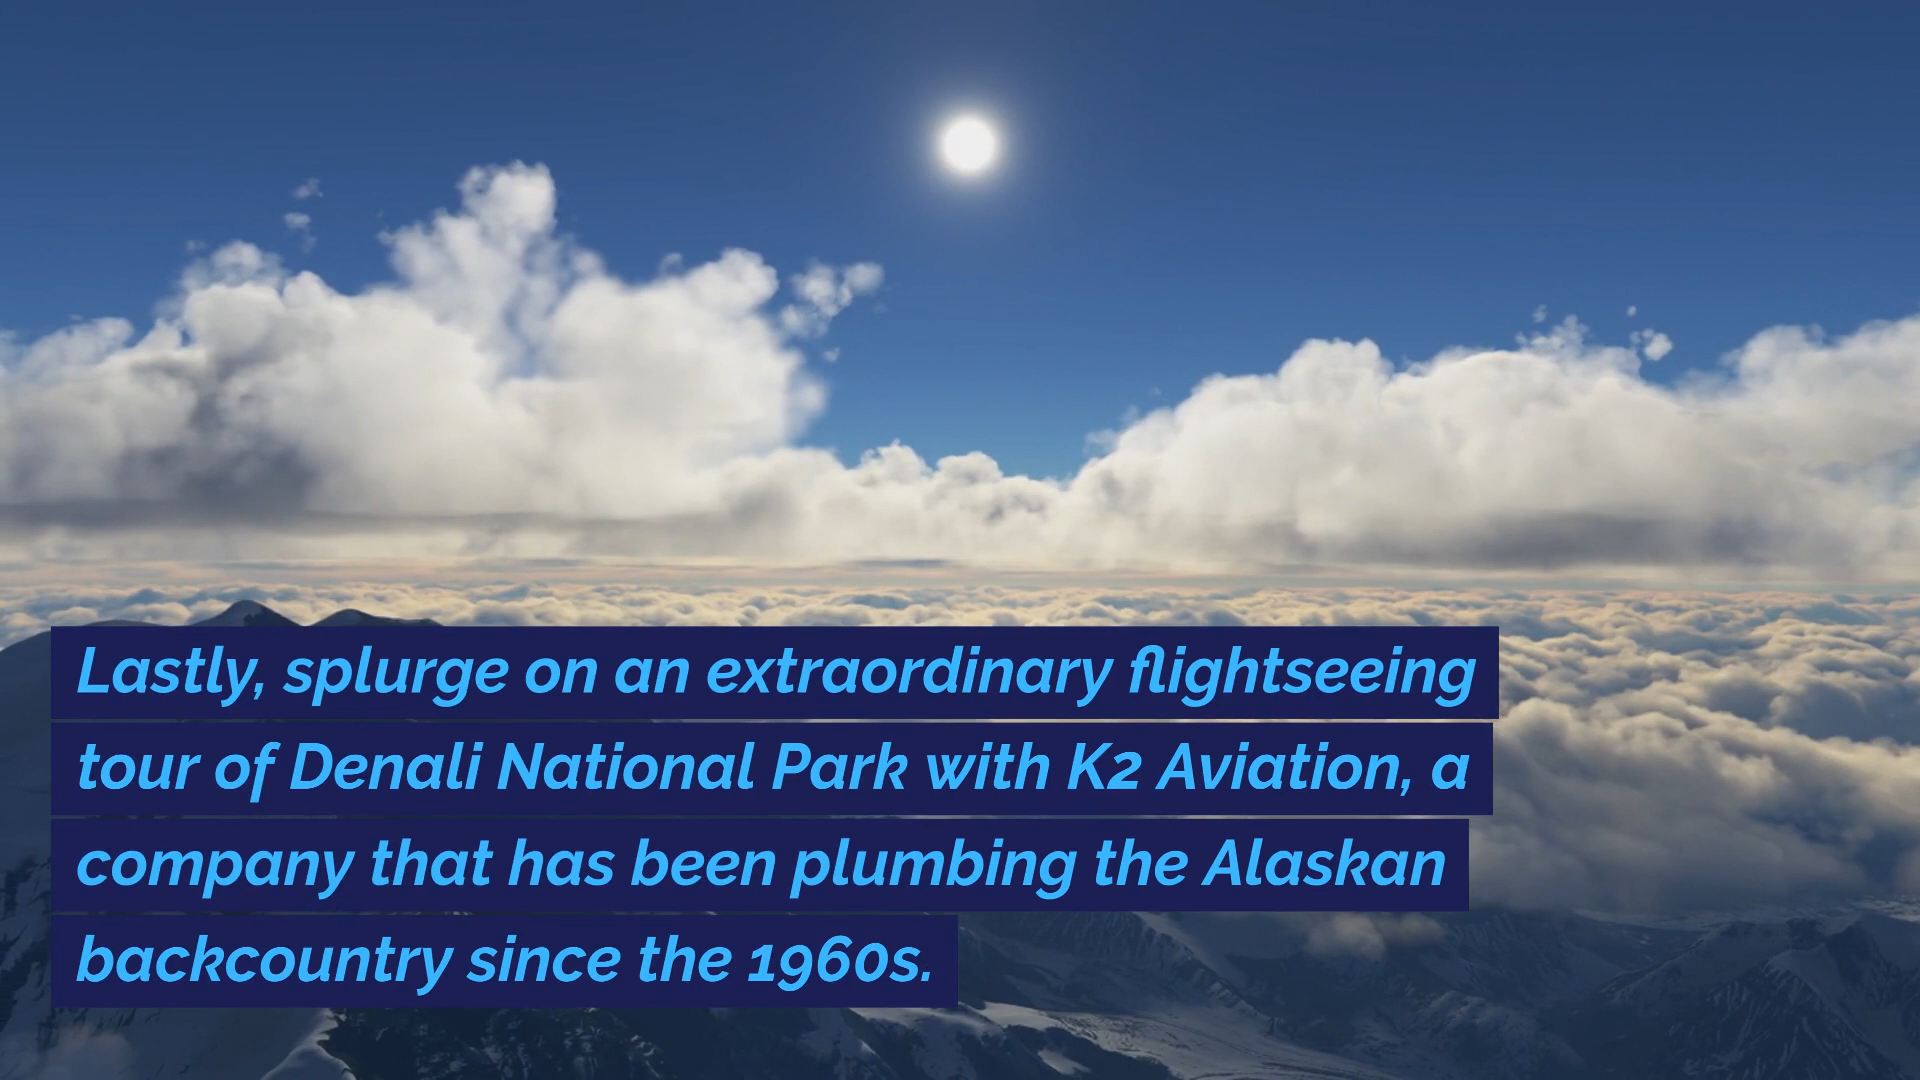 Lastly, splurge on an extraordinary flightseeing
tour of Denali National Park with K2 Aviation, a
company that has been plumbing the Alaskan
backcountry since the 1960s.